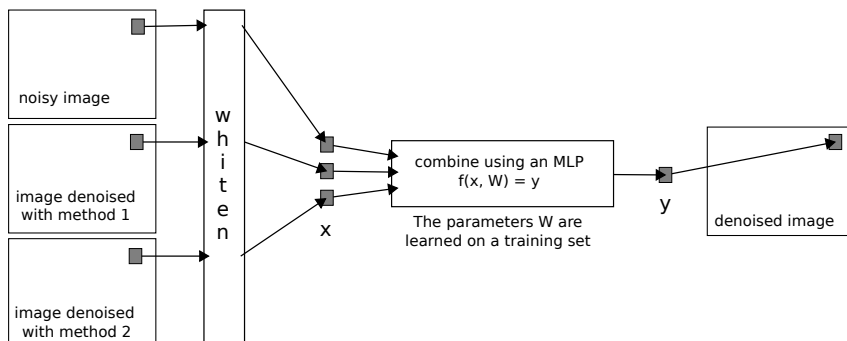 noisy image
image denoised
with method 1
image denoised
with method 2
whiten
x
combine using an MLP
f(x, W) = y
The parameters W are
learned on a training set
y
denoised image